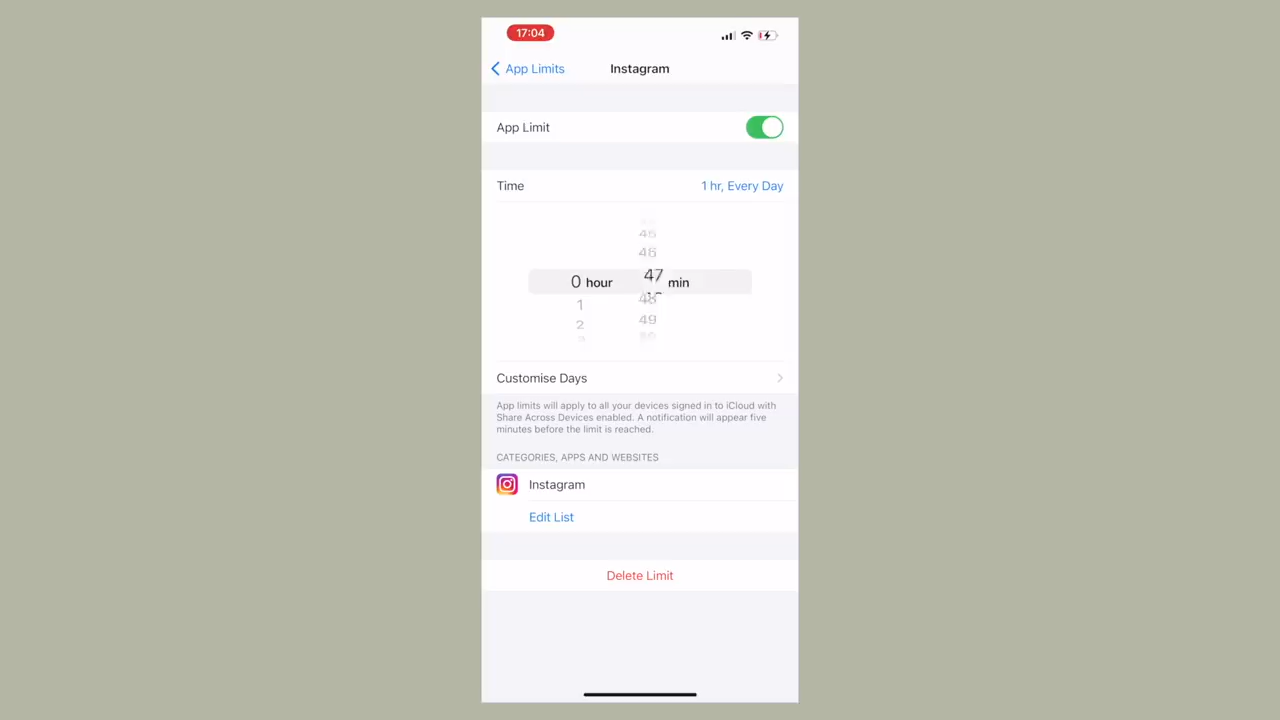 17:04
App Limits
Instagram
App Limit
Time
1 hr, Every Day
45
46
0 hour 47 min
1
48
2
49
3
Customise Days
App limits will apply to all your devices signed in to iCloud with
Share Across Devices enabled. A notification will appear five
minutes before the limit is reached.
CATEGORIES, APPS AND WEBSITES
Instagram
Edit List
Delete Limit